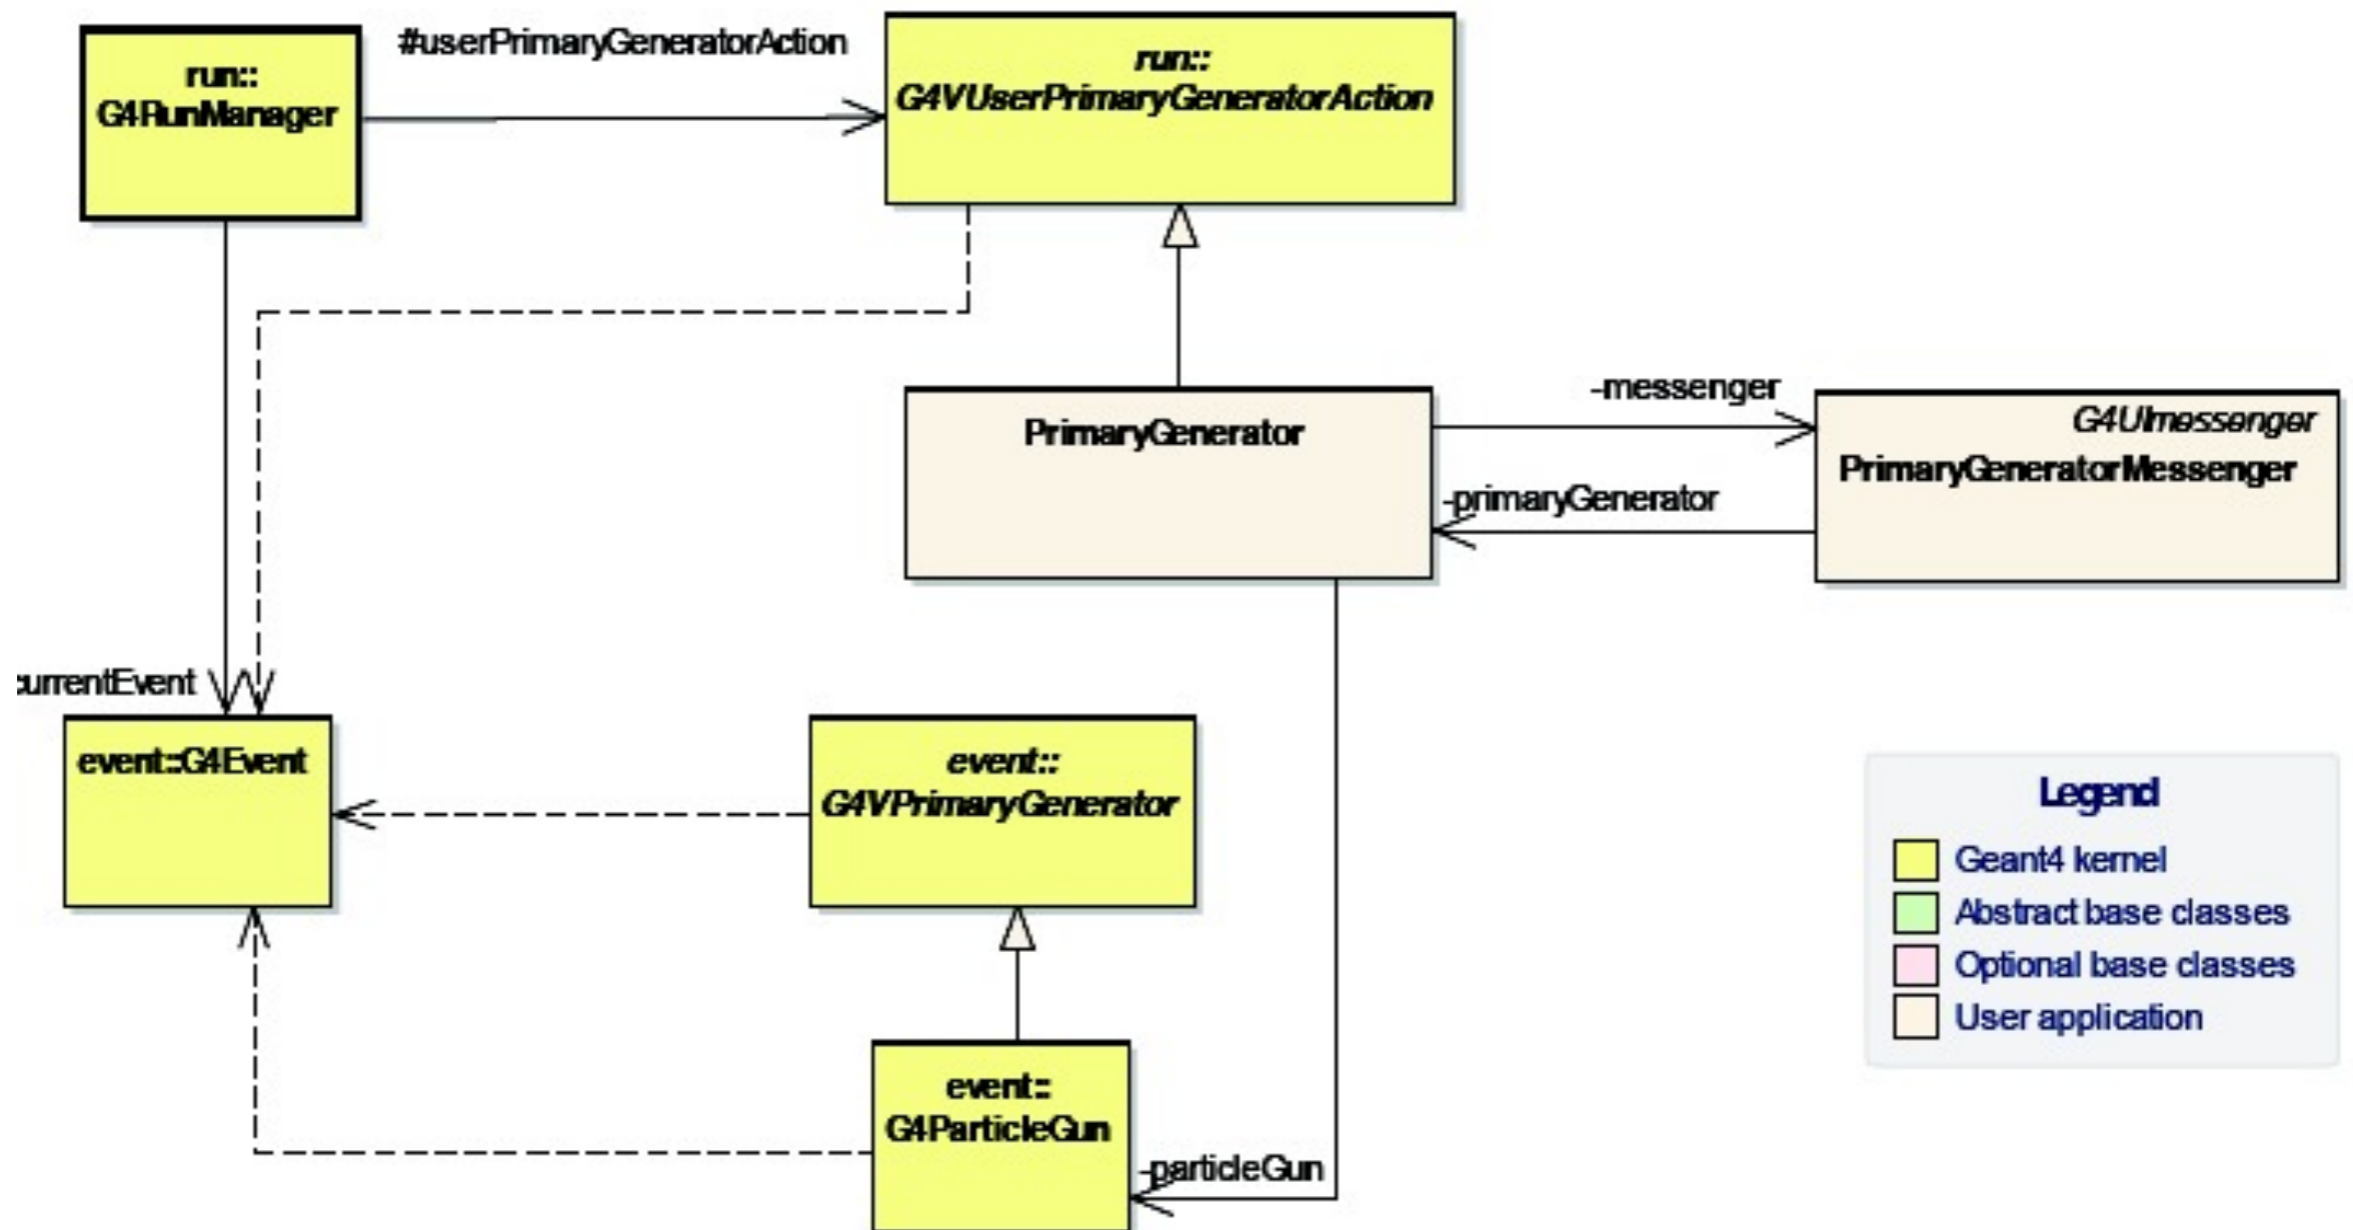 #userPrimaryGeneratorAction
run::
G4RunManager
run::
G4VUserPrimaryGeneratorAction
-messenger
PrimaryGenerator
G4UImessenger
PrimaryGeneratorMessenger
-primaryGenerator
currentEvent
event::G4Event
event::
G4VPrimaryGenerator
Legend
Geant4 kernel
Abstract base classes
Optional base classes
User application
event::
G4ParticleGun
-particleGun